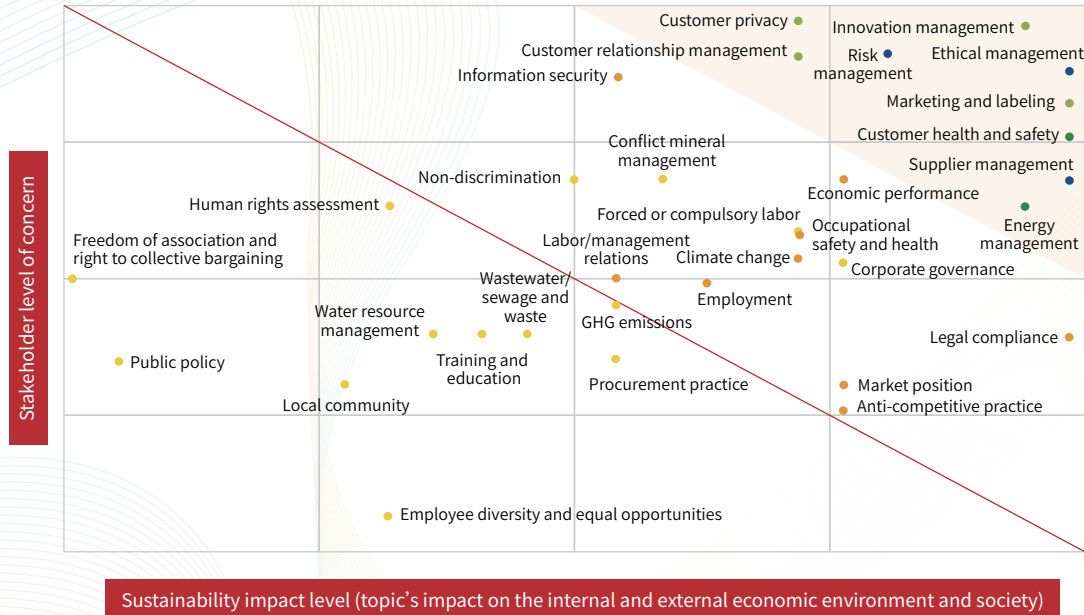 Customer privacy
Innovation management
Customer relationship management
Risk
management
Ethical management
Information security
Marketing and labeling
Customer health and safety
Conflict mineral
management
Supplier management
Non-discrimination
Economic performance
Human rights assessment
Forced or compulsory labor
Occupational
safety and health
Energy
management
Freedom of association and
right to collective bargaining
Labor/management
relations
Climate change
Corporate governance
Wastewater/
sewage and
waste
Employment
Water resource
management
GHG emissions
Legal compliance
Public policy
Training and
education
Procurement practice
Market position
Local community
Anti-competitive practice
Employee diversity and equal opportunities
Stakeholder level of concern
Sustainability impact level (topic's impact on the internal and external economic environment and society)